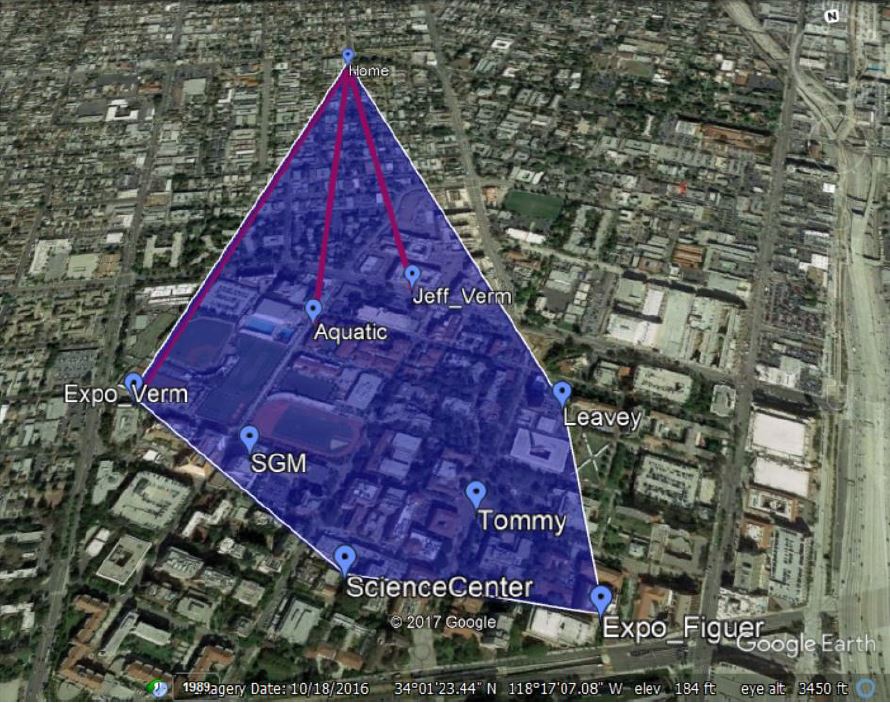 N
Home
Jeff_Verm
Aquatic
Expo_Verm
Leavey
SGM
Tommy
ScienceCenter
© 2017 Google
Expo_Figuer
Google Earth
1989
Imagery Date: 10/18/2016 34°01'23.44" N 118°17'07.08" W elev 184 ft eye alt 3450 ft